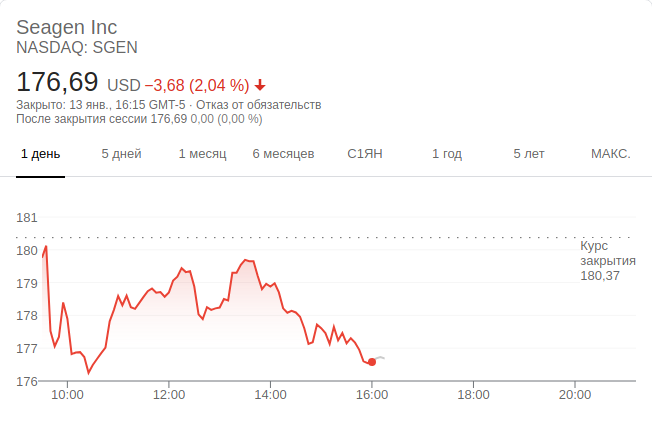 Seagen Inc
NASDAQ: SGEN
176,69 USD −3,68 (2,04 %)
Закрыто: 13 янв., 16:15 GMT-5 · Отказ от обязательств
После закрытия сессии 176,69 0,00 (0,00 %)
1 день 5 дней 1 месяц 6 месяцев С1ЯН 1 год 5 лет МАКС.
181
180
179
178
177
176
Курс
закрытия
180,37
10:00 12:00 14:00 16:00 18:00 20:00